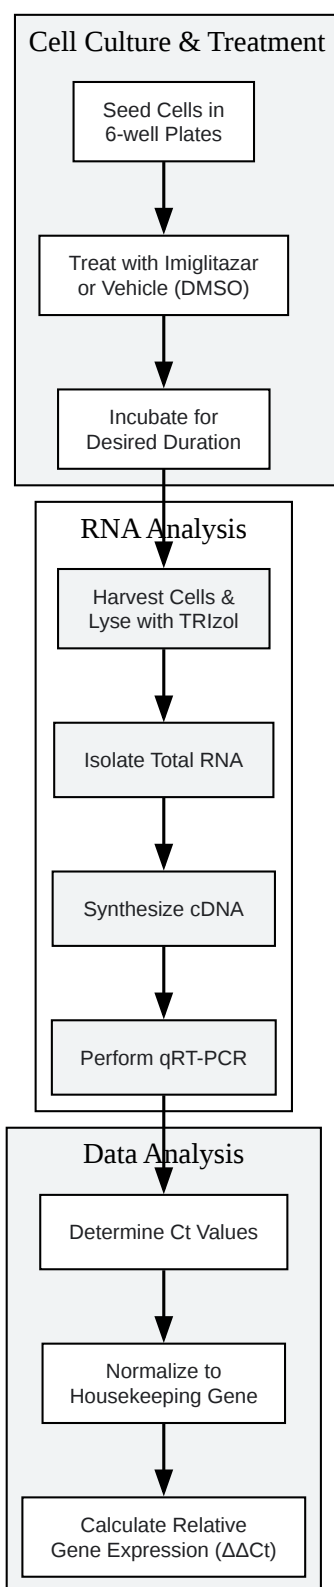 Cell Culture & Treatment
Seed Cells in
6-well Plates
Treat with Imiglitazar
or Vehicle (DMSO)
Incubate for
Desired Duration
RNA Analysis
Harvest Cells &
Lyse with TRIzol
Isolate Total RNA
Synthesize cDNA
Perform qRT-PCR
Data Analysis
Determine Ct Values
Normalize to
Housekeeping Gene
Calculate Relative
Gene Expression (ΔΔCt)